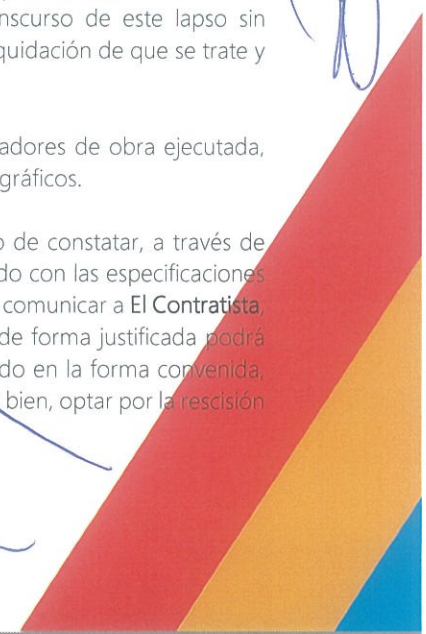 nscurso de este lapso sin
quidación de que se trate y
adores de obra ejecutada,
gráficos.
o de constatar, a través de
do con las especificaciones
comunicar a El Contratista,
de forma justificada podrá
do en la forma convenida,
bien, optar por la rescisión